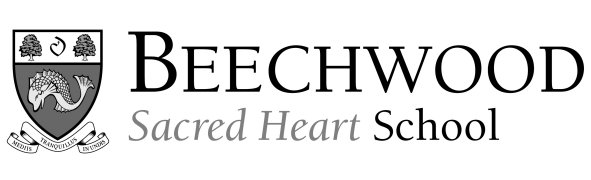 BEECHWOOD
Sacred Heart School
MEDIIS TRANQUILLUS IN UNDIS